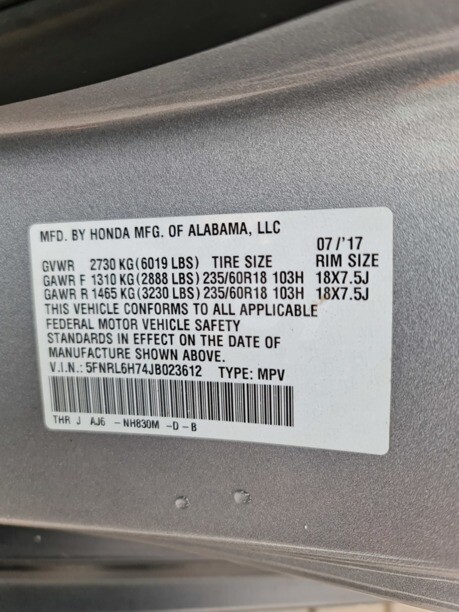 MFD. BY HONDA MFG. OF ALABAMA, LLC
07/'17
GVWR 2730 KG(6019 LBS) TIRE SIZE RIM SIZE
GAWR F 1310 KG(2888 LBS)235/60R18 103H 18X7.5J
GAWR R 1465 KG(3230 LBS)235/60R18 103H 18X7.5J
THIS VEHICLE CONFORMS TO ALL APPLICABLE
FEDERAL MOTOR VEHICLE SAFETY
STANDARDS IN EFFECT ON THE DATE OF
MANUFACTURE SHOWN ABOVE.
V.I.N.: 5FNRL6H74JB023612 TYPE: MPV
THR J AJ6 -NH830M -D-B